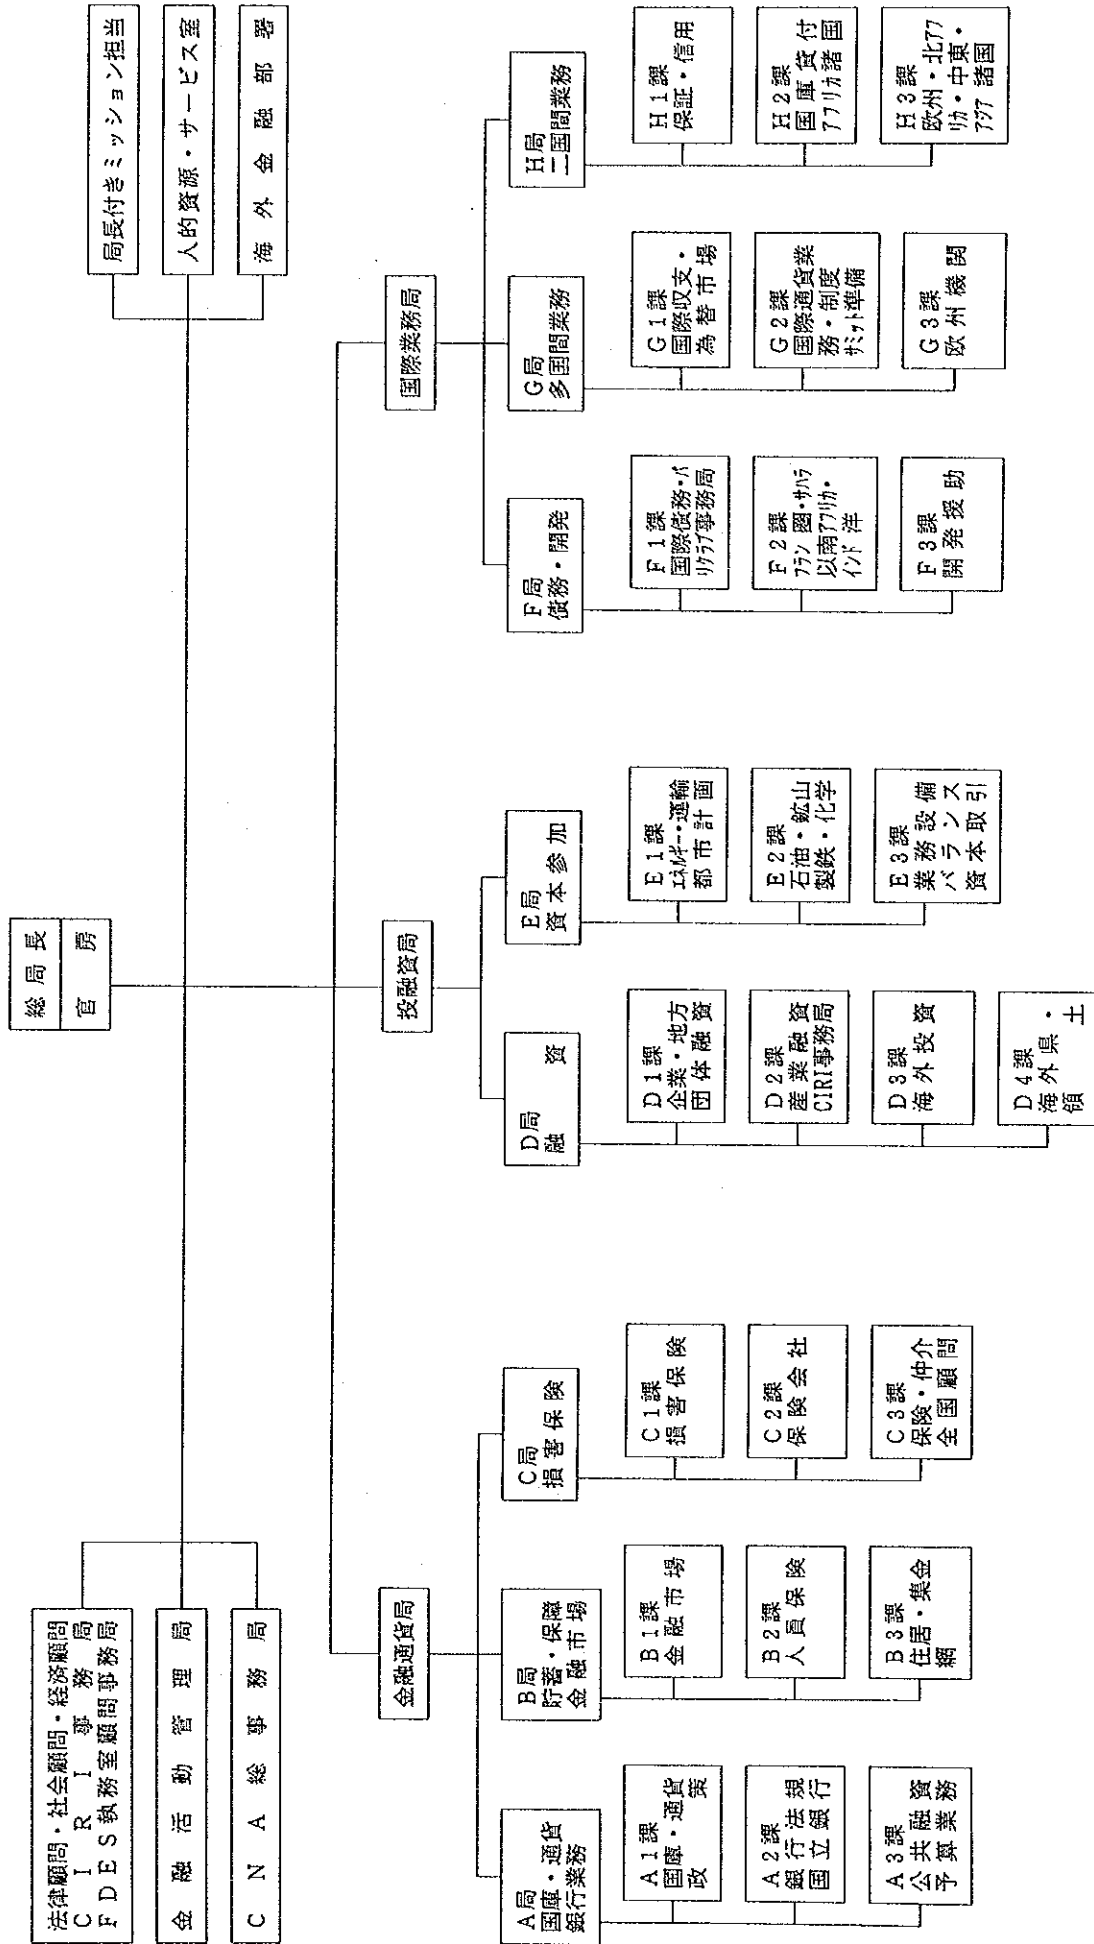 総局長
官房
法律顧問・社会顧問・経済顧問
CIRI事務局
FDES執務室顧問事務局
金融活動管理局
CNA総事務局
局長付きミッション担当
人的資源・サービス室
海外金融部署
金融通貨局
投融資局
国際業務局
A局
国庫・通貨
銀行業務
A1課
国庫・通貨
政策
A2課
銀行法規
国立銀行
A3課
公共融資
予算業務
B局
貯蓄・保障
金融市場
B1課
金融市場
B2課
人員保険
B3課
住居・集金
網
C局
損害保険
C1課
損害保険
C2課
保険会社
C3課
保険・仲介
全国顧問
D局
融資
D1課
企業・地方
団体融資
D2課
産業融資
CIRI事務局
D3課
海外投資
D4課
海外県・土
領
E局
資本参加
E1課
エネルギー・運輸
都市計画
E2課
石油・鉱山
製鉄・化学
E3課
業務設備
バランス
資本取引
F局
債務・開発
F1課
国際債務・パ
リクラブ事務局
F2課
フラン圏・サハラ
以南アフリカ・
インド洋
F3課
開発援助
G局
多国間業務
G1課
国際収支・
為替市場
G2課
国際通貨業
務・制度
サミット準備
G3課
欧州機関
H局
二国間業務
H1課
保証・信用
H2課
国庫貸付
アフリカ諸国
H3課
欧州・北アフ
リカ・中東・
アジア諸国